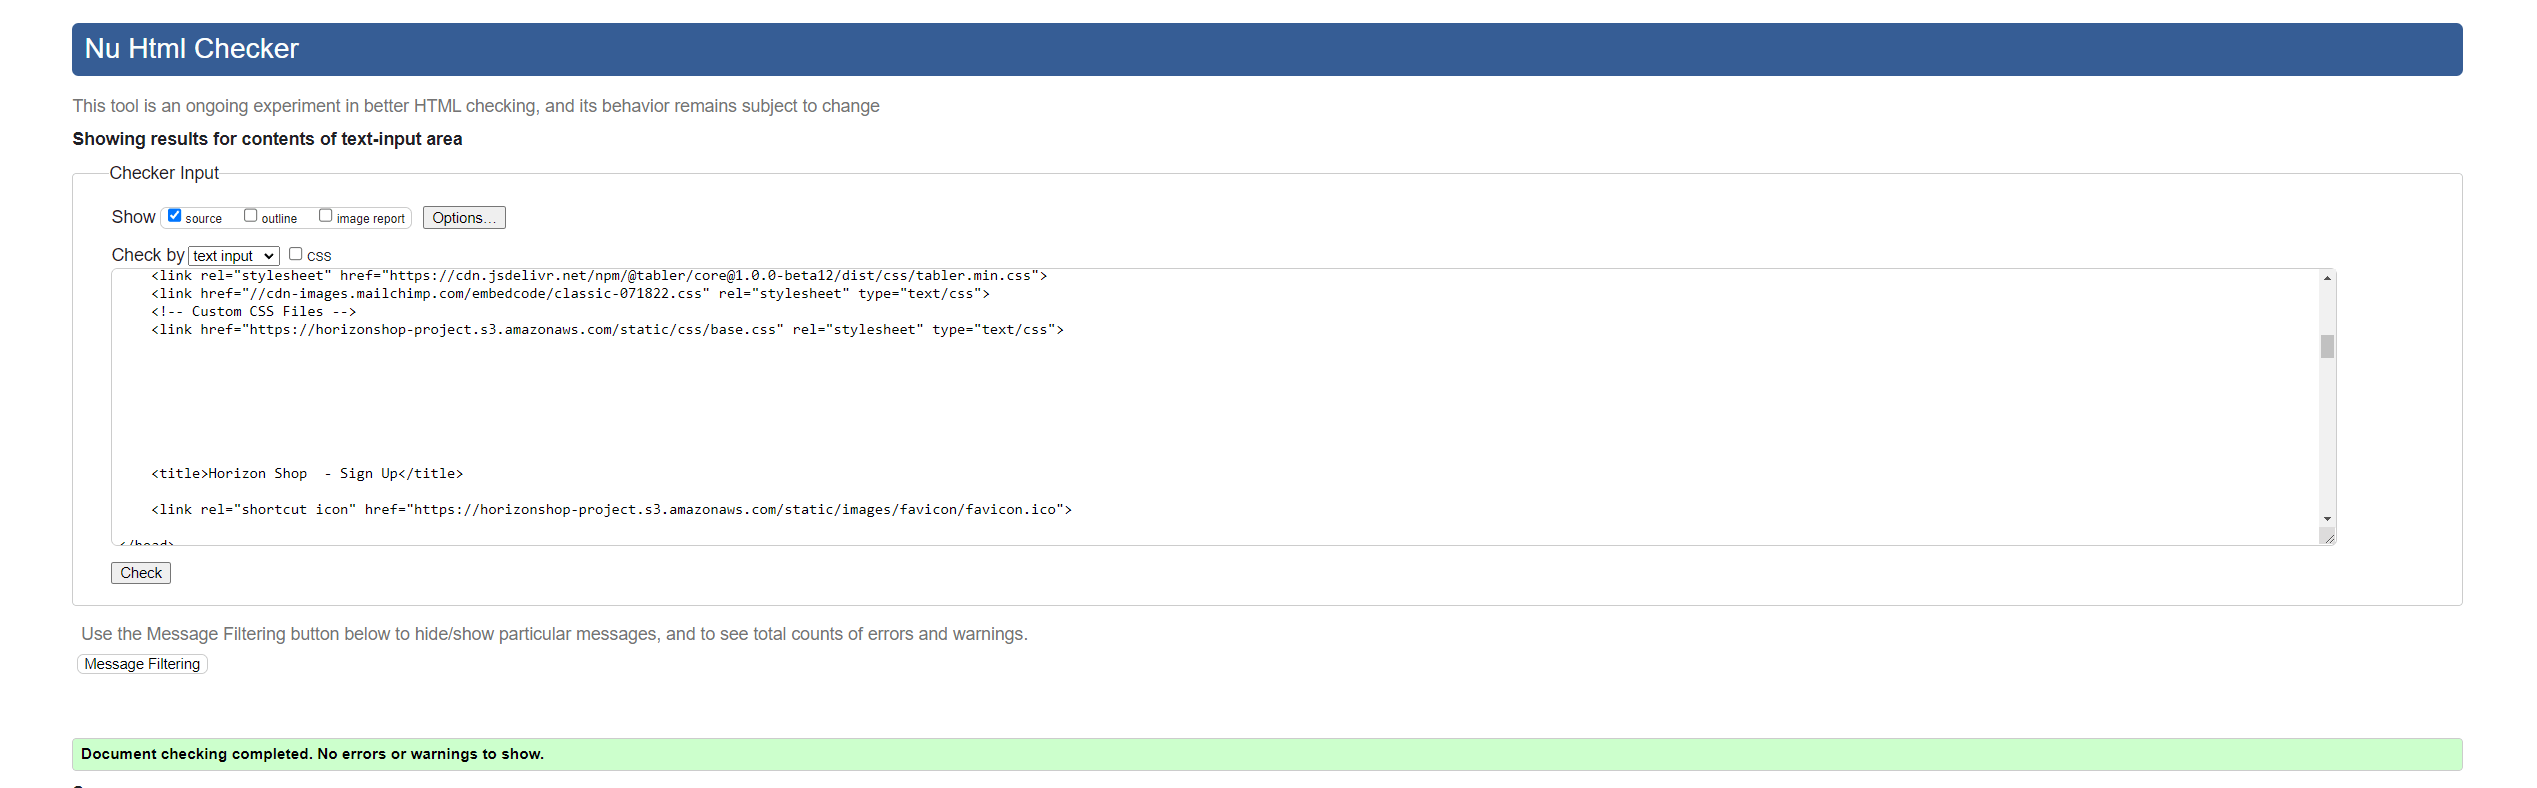 Nu Html Checker
This tool is an ongoing experiment in better HTML checking, and its behavior remains subject to change
Showing results for contents of text-input area
Checker Input
Show source outline image report Options...
Check by text input css
<link rel="stylesheet" href="https://cdn.jsdelivr.net/npm/@tabler/core@1.0.0-beta12/dist/css/tabler.min.css">
<link href="//cdn-images.mailchimp.com/embedcode/classic-071822.css" rel="stylesheet" type="text/css">
<!-- Custom CSS Files -->
<link href="https://horizonshop-project.s3.amazonaws.com/static/css/base.css" rel="stylesheet" type="text/css">
<title>Horizon Shop  - Sign Up</title>
<link rel="shortcut icon" href="https://horizonshop-project.s3.amazonaws.com/static/images/favicon/favicon.ico">
</head>
Check
Use the Message Filtering button below to hide/show particular messages, and to see total counts of errors and warnings.
Message Filtering
Document checking completed. No errors or warnings to show.